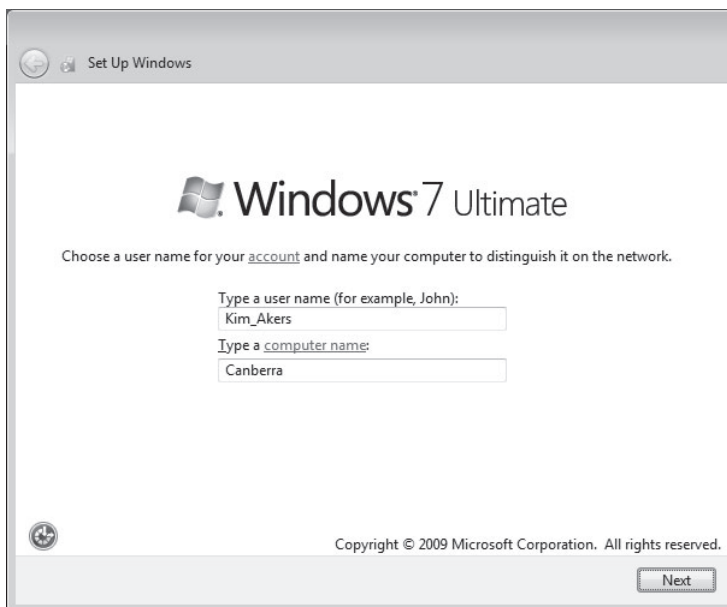 Set Up Windows
Windows 7 Ultimate
Choose a user name for your account and name your computer to distinguish it on the network.
Type a user name (for example, John):
Kim_Akers
Type a computer name:
Canberra
Copyright © 2009 Microsoft Corporation. All rights reserved.
Next